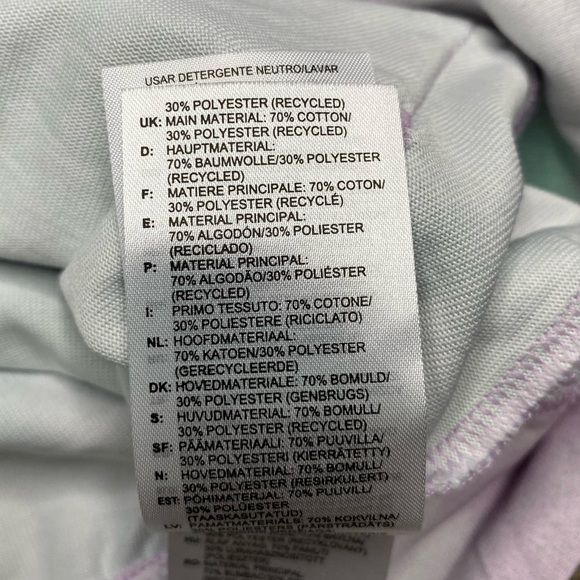 USAR DETERGENTE NEUTRO/LAVAR
30% POLYESTER (RECYCLED)
UK: MAIN MATERIAL: 70% COTTON/
30% POLYESTER (RECYCLED)
D: HAUPTMATERIAL:
70% BAUMWOLLE/30% POLYESTER
(RECYCLED)
F: MATIERE PRINCIPALE: 70% COTON/
30% POLYESTER (RECYCLÉ)
E: MATERIAL PRINCIPAL:
70% ALGODÓN/30% POLIESTER
(RECICLADO)
P: MATERIAL PRINCIPAL:
70% ALGODÃO/30% POLIÉSTER
(RECYCLED)
I: PRIMO TESSUTO: 70% COTONE/
30% POLIESTERE (RICICLATO)
NL: HOOFDMATERIAAL:
70% KATOEN/30% POLYESTER
(GERECYCLEERDE)
DK: HOVEDMATERIALE: 70% BOMULD/
30% POLYESTER (GENBRUGS)
S: HUVUDMATERIAL: 70% BOMULL/
30% POLYESTER (RECYCLED)
SF: PÄÄMATERIAALI: 70% PUUVILLA/
30% POLYESTERI (KIERRÄTETTY)
N: HOVEDMATERIAL: 70% BOMULL/
30% POLYESTER (RESIRKULERT)
EST: PÕHIMATERJAL: 70% PUUVILL/
30% POLÜESTER
(TAASKASUTATUD)
LV: PAMATMATERIĀLS: 70% KOKVILNA/